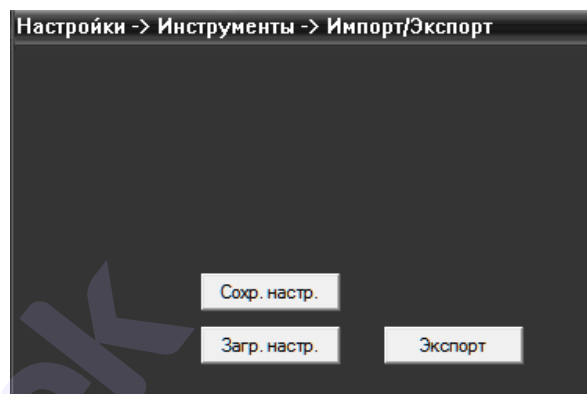 Настройки -> Инструменты -> Импорт/Экспорт
Сохр. настр.
Загр. настр.
Экспорт